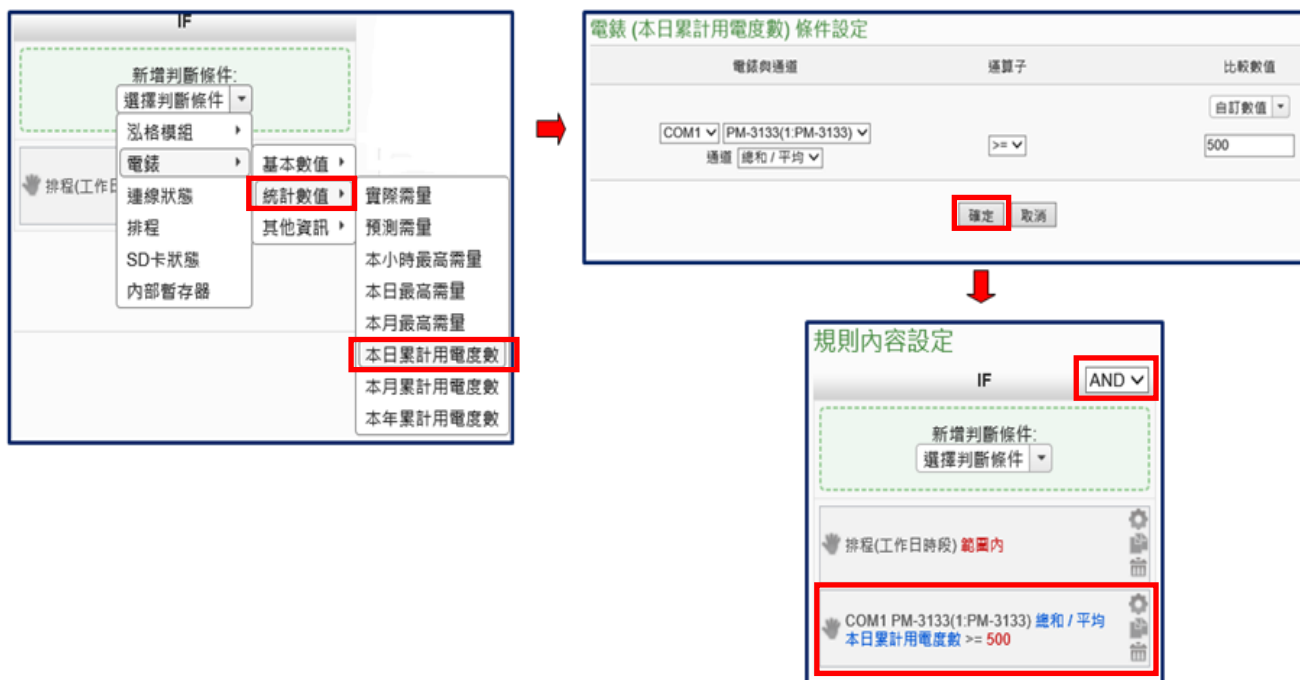 IF
新增判斷條件:
選擇判斷條件
泓格模組
電錶
連線狀態
排程
SD卡狀態
內部暫存器
排程(工作日
基本數值
統計數值
其他資訊
實際需量
預測需量
本小時最高需量
本日最高需量
本月最高需量
本日累計用電度數
本月累計用電度數
本年累計用電度數
電錶 (本日累計用電度數) 條件設定
電錶與通道 運算子 比較數值
自訂數值
COM1 PM-3133(1:PM-3133)
通道 總和 / 平均
>=
500
確定 取消
規則內容設定
IF AND
新增判斷條件:
選擇判斷條件
排程(工作日時段) 範圍內
COM1 PM-3133(1:PM-3133) 總和 / 平均
本日累計用電度數 >= 500